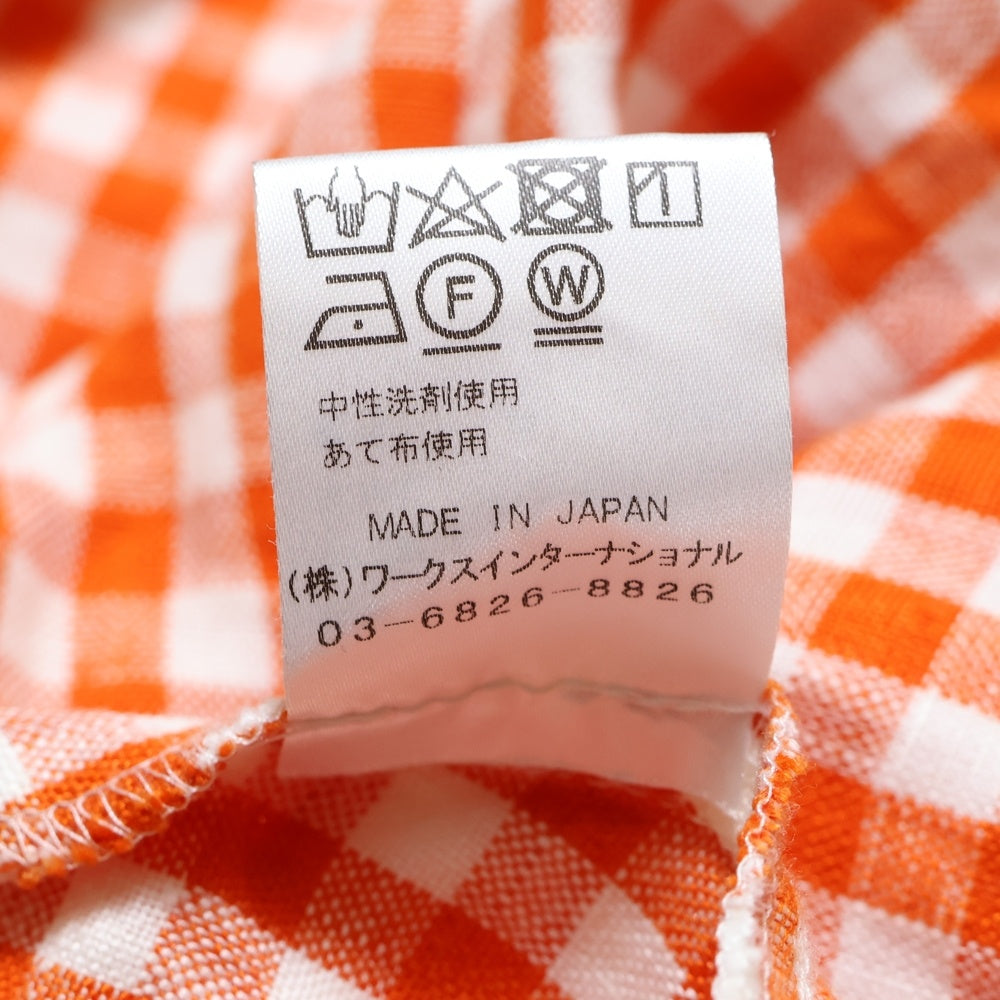 F W
中性洗剤使用
あて布使用
MADE IN JAPAN
(株)ワークスインターナショナル
03-6826-8826